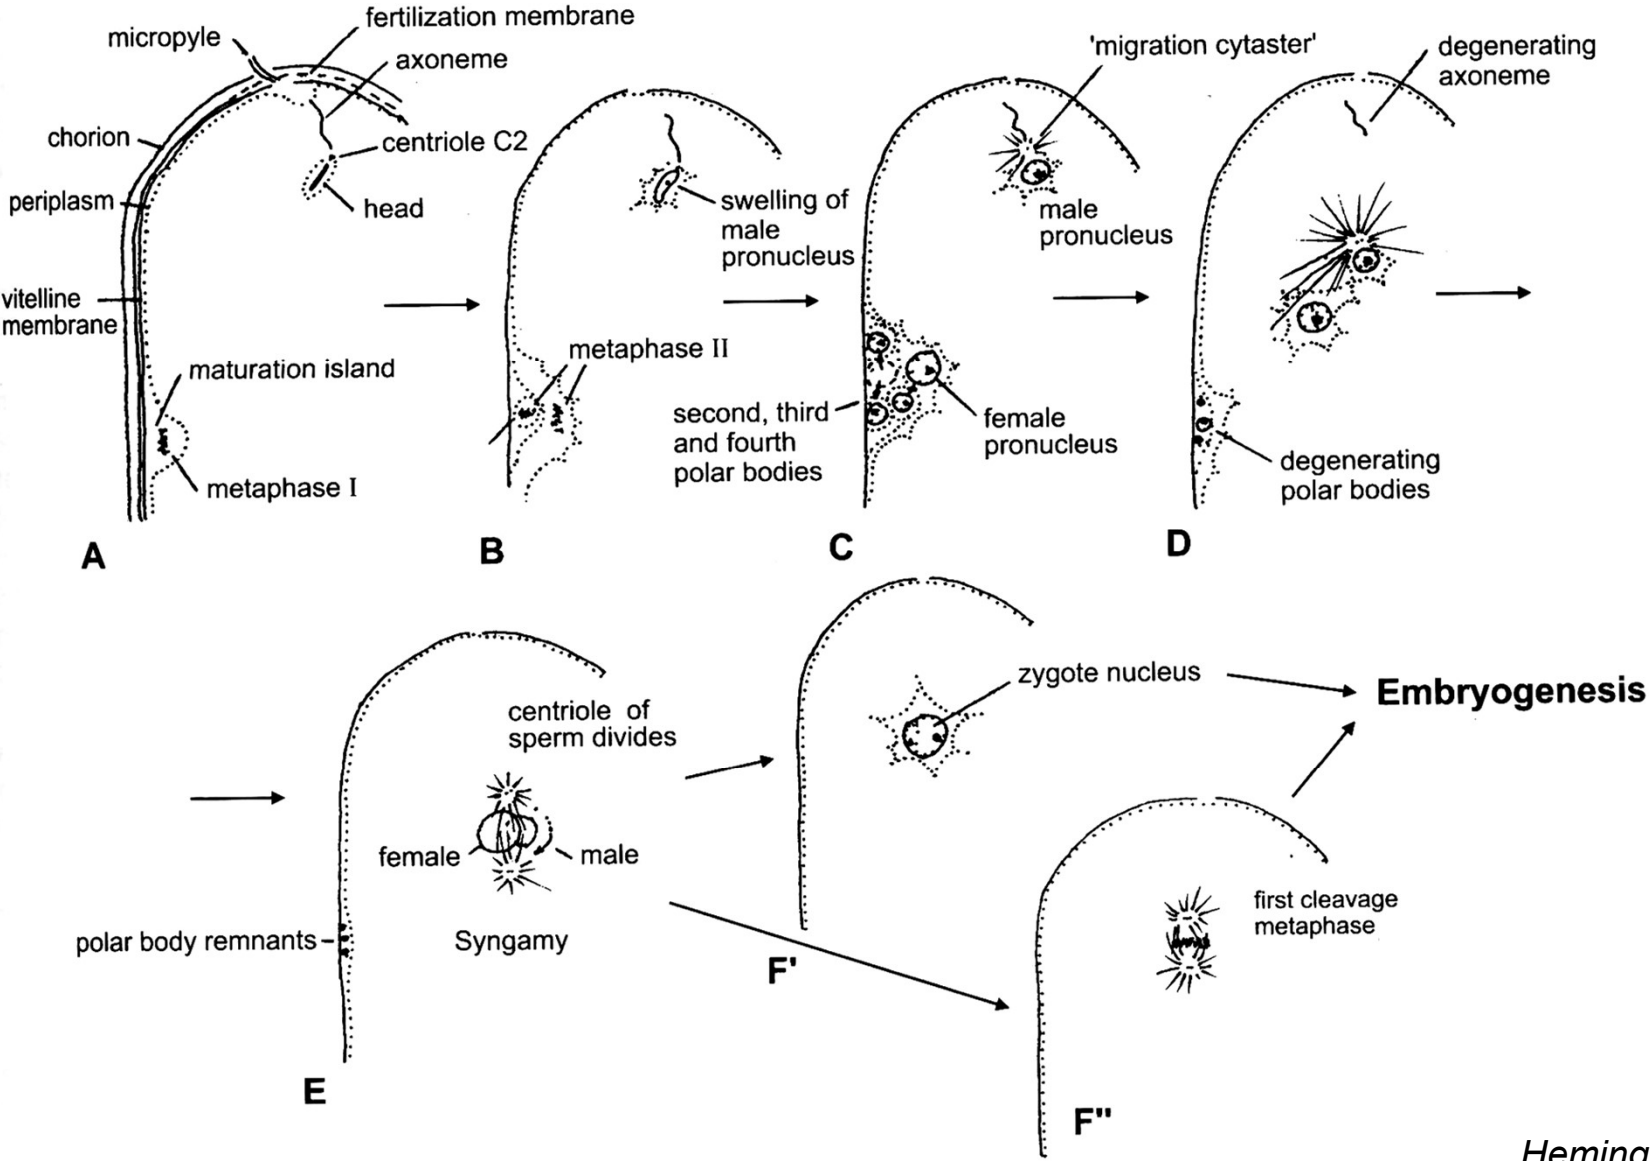 fertilization membrane
micropyle
axoneme
chorion
centriole C2
periplasm
head
vitelline
membrane
maturation island
metaphase I
A
swelling of
male
pronucleus
metaphase II
B
'migration cytaster'
male
pronucleus
second, third
and fourth
polar bodies
female
pronucleus
C
degenerating
axoneme
degenerating
polar bodies
D
centriole of
sperm divides
female
male
polar body remnants
Syngamy
E
zygote nucleus
F'
Embryogenesis
first cleavage
metaphase
F"